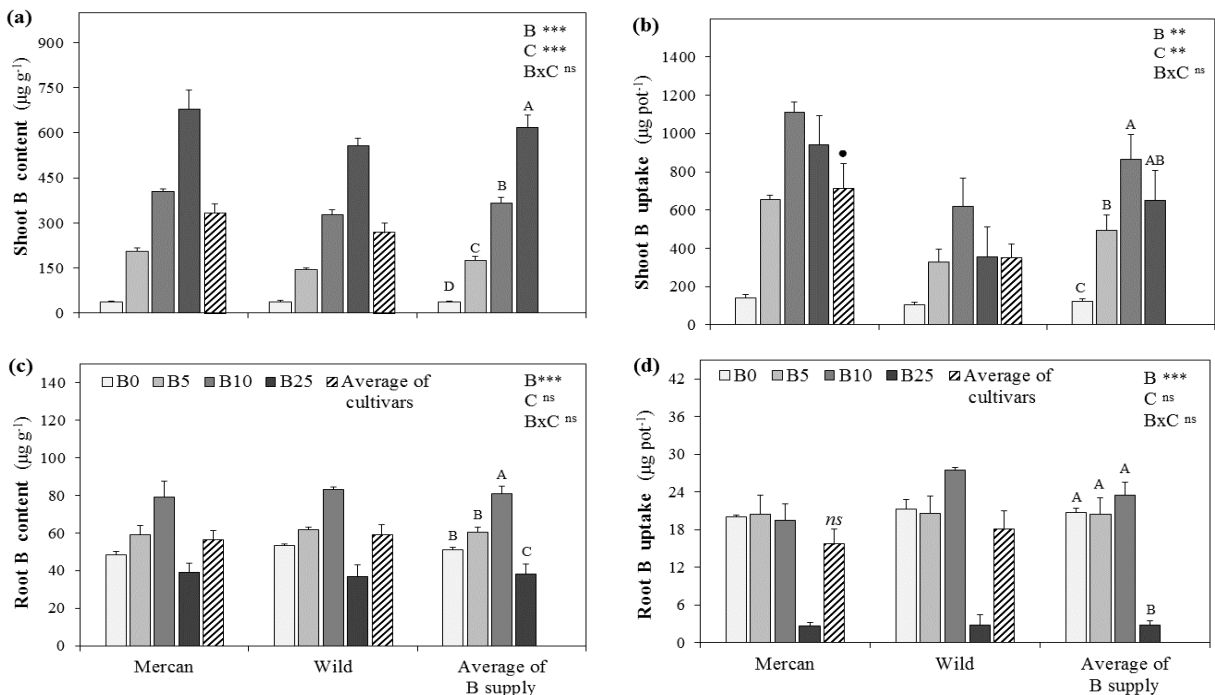 (a)
B ***
C ***
BxC ns
Shoot B content (µg g-1)
900
750
600
450
300
150
0
D
C
B
A
(b)
B **
C **
BxC ns
Shoot B uptake (µg pot-1)
1400
1200
1000
800
600
400
200
0
•
C
B
A
AB
(c)
B0 B5 B10 B25 Average of
cultivars
B***
C ns
BxC ns
Root B content (µg g-1)
140
120
100
80
60
40
20
0
B
B
A
C
Mercan Wild Average of
B supply
(d)
B0 B5 B10 B25 Average of
cultivars
B ***
C ns
BxC ns
Root B uptake (µg pot-1)
42
36
30
24
18
12
6
0
ns
A
A
A
B
Mercan Wild Average of
B supply